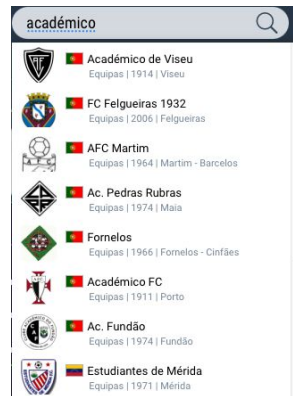 académico
Académico de Viseu
Equipas | 1914 | Viseu
FC Felgueiras 1932
Equipas | 2006 | Felgueiras
AFC Martim
Equipas | 1964 | Martim - Barcelos
Ac. Pedras Rubras
Equipas | 1974 | Maia
Fornelos
Equipas | 1966 | Fornelos - Cinfães
Académico FC
Equipas | 1911 | Porto
Ac. Fundão
Equipas | 1974 | Fundão
Estudiantes de Mérida
Equipas | 1971 | Mérida